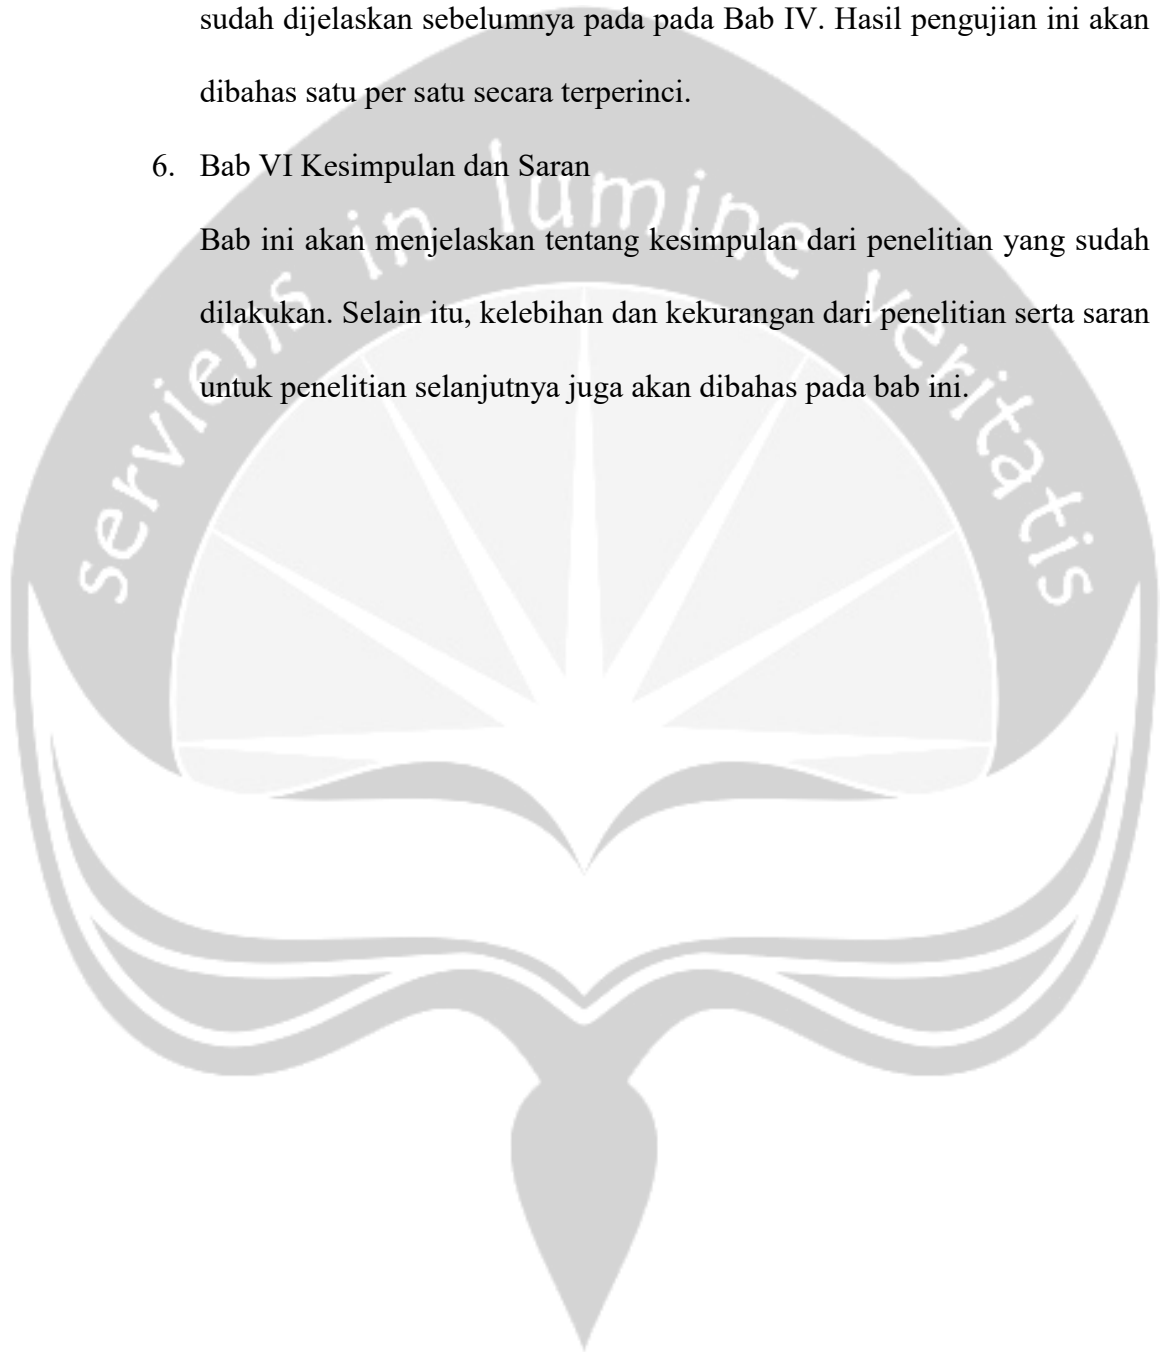 sudah dijelaskan sebelumnya pada pada Bab IV. Hasil pengujian ini akan
dibahas satu per satu secara terperinci.
6. Bab VI Kesimpulan dan Saran
Bab ini akan menjelaskan tentang kesimpulan dari penelitian yang sudah
dilakukan. Selain itu, kelebihan dan kekurangan dari penelitian serta saran
untuk penelitian selanjutnya juga akan dibahas pada bab ini.
serviens in lumine veritatis